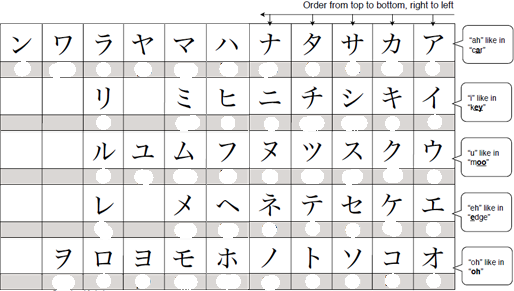 Order from top to bottom, right to left
ン ワ ラ ヤ マ ハ ナ タ サ カ ア
"ah" like in "car"
リ ミ ヒ ニ チ シ キ イ
"i" like in "key"
ル ユ ム フ ヌ ツ ス ク ウ
"u" like in "moo"
レ メ ヘ ネ テ セ ケ エ
"eh" like in "edge"
ヲ ロ ヨ モ ホ ノ ト ソ コ オ
"oh" like in "oh"